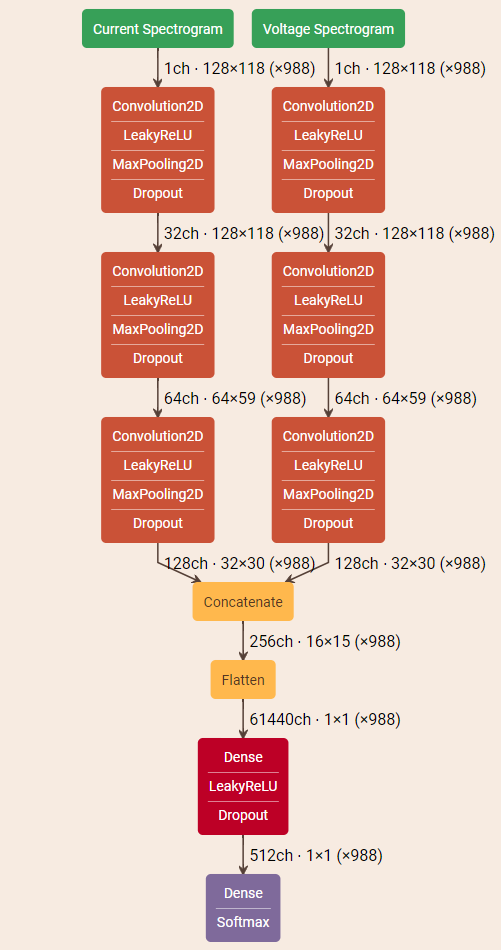 Current Spectrogram Voltage Spectrogram
1ch · 128×118 (×988) 1ch · 128×118 (×988)
Convolution2D Convolution2D
LeakyReLU LeakyReLU
MaxPooling2D MaxPooling2D
Dropout Dropout
32ch · 128×118 (×988) 32ch · 128×118 (×988)
Convolution2D Convolution2D
LeakyReLU LeakyReLU
MaxPooling2D MaxPooling2D
Dropout Dropout
64ch · 64×59 (×988) 64ch · 64×59 (×988)
Convolution2D Convolution2D
LeakyReLU LeakyReLU
MaxPooling2D MaxPooling2D
Dropout Dropout
128ch · 32×30 (×988) 128ch · 32×30 (×988)
Concatenate
256ch · 16×15 (×988)
Flatten
61440ch · 1×1 (×988)
Dense
LeakyReLU
Dropout
512ch · 1×1 (×988)
Dense
Softmax